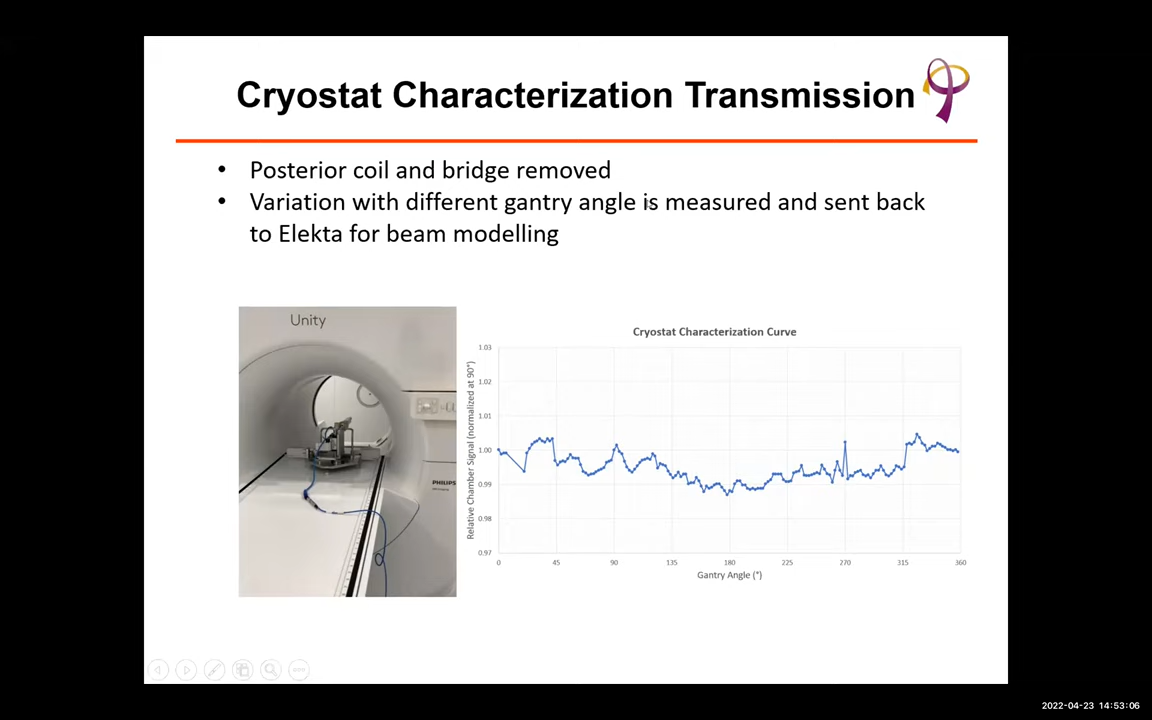 Cryostat Characterization Transmission
• Posterior coil and bridge removed
• Variation with different gantry angle is measured and sent back
to Elekta for beam modelling
Unity
PHILIPS
Cryostat Characterization Curve
Relative Chamber Signal (normalized at 90°)
1.03
1.02
1.01
1.00
0.99
0.98
0.97
0 45 90 135 180 225 270 315 360
Gantry Angle (°)
2022-04-23 14:53:06